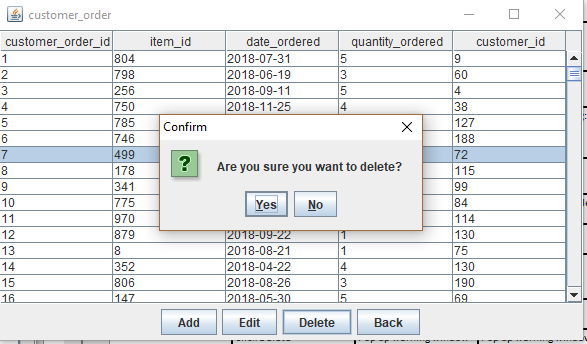 customer_order
customer_order_id item_id date_ordered quantity_ordered customer_id
1 804 2018-07-31 5 9
2 798 2018-06-19 3 60
3 256 2018-09-11 5 4
4 750 2018-11-25 4 38
5 785 127
6 746 188
7 499 72
8 178 115
9 341 99
10 775 84
11 970 114
12 879 2018-09-22 1 130
13 8 2018-08-21 1 75
14 352 2018-04-22 4 130
15 806 2018-08-26 3 190
16 147 2018-05-30 5 69
Confirm
Are you sure you want to delete?
Yes No
Add Edit Delete Back